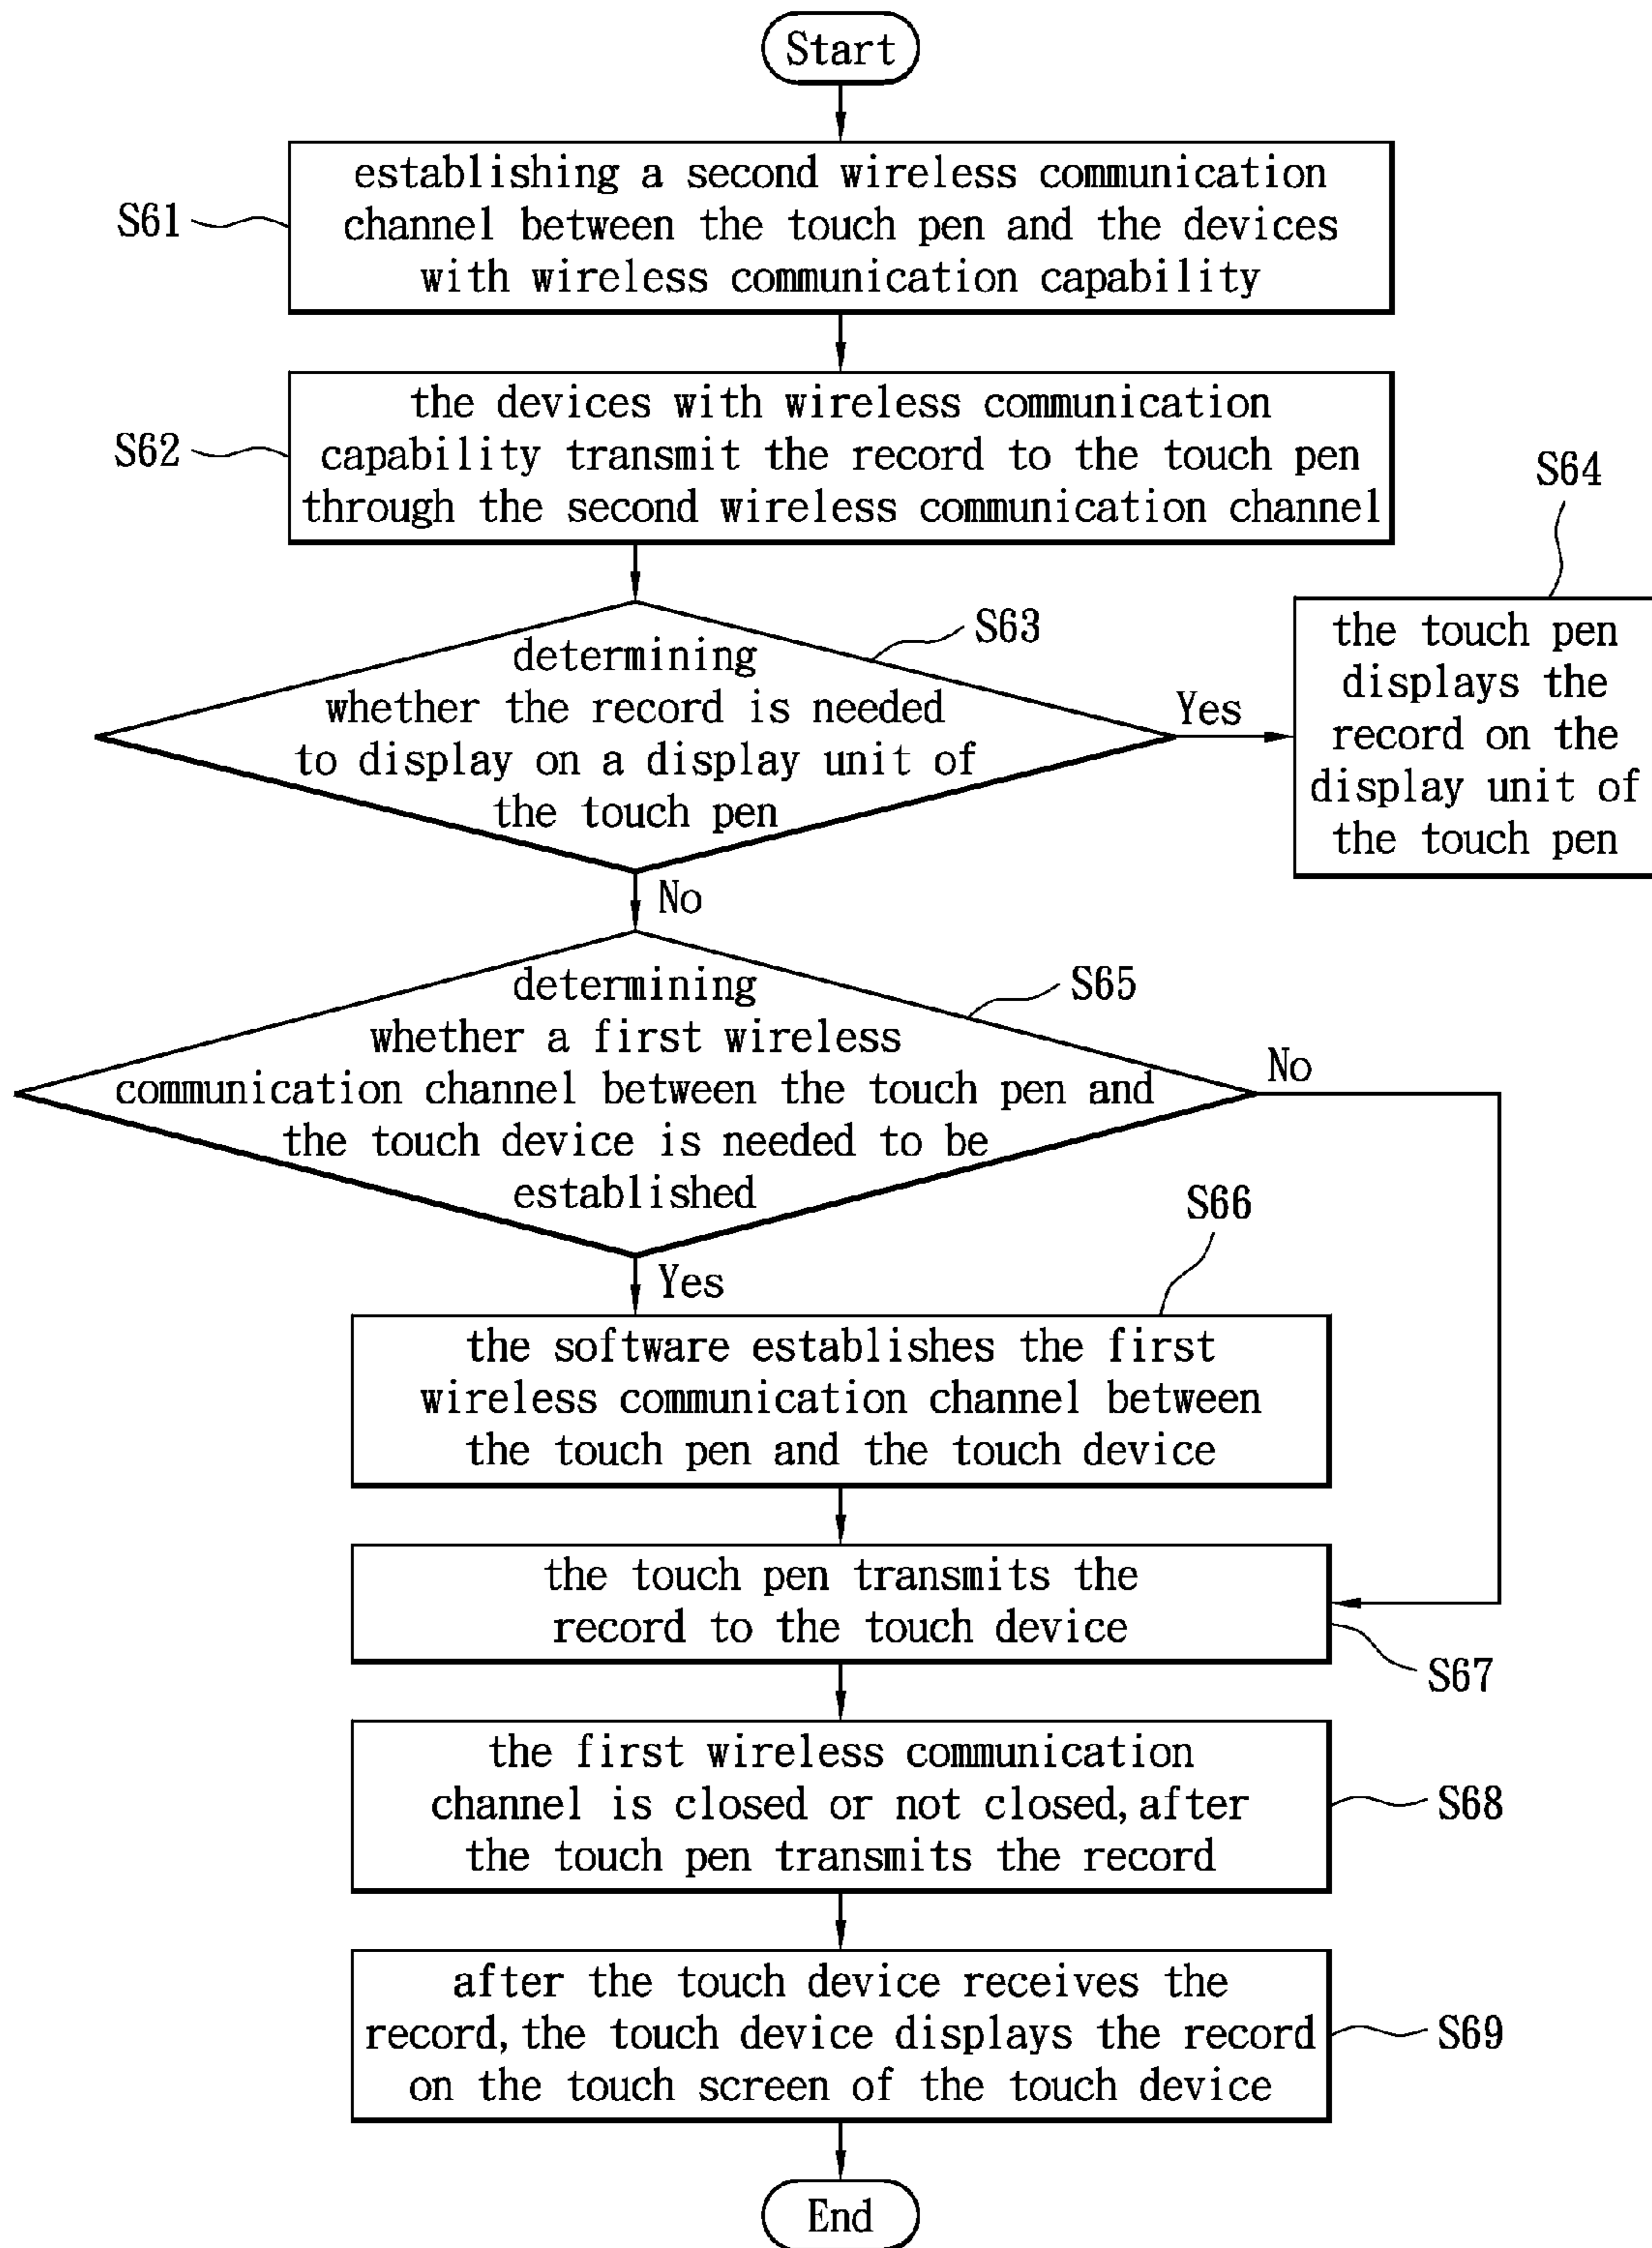 Start
establishing a second wireless communication
channel between the touch pen and the devices
with wireless communication capability
S61
the devices with wireless communication
capability transmit the record to the touch pen
through the second wireless communication channel
S62
S64
S63
determining
whether the record is needed
to display on a display unit of
the touch pen
Yes
the touch pen
displays the
record on the
display unit of
the touch pen
No
S65
determining
whether a first wireless
communication channel between the touch pen and
the touch device is needed to be
established
No
S66
Yes
the software establishes the first
wireless communication channel between
the touch pen and the touch device
the touch pen transmits the
record to the touch device
S67
the first wireless communication
channel is closed or not closed, after
the touch pen transmits the record
S68
after the touch device receives the
record, the touch device displays the record
on the touch screen of the touch device
S69
End